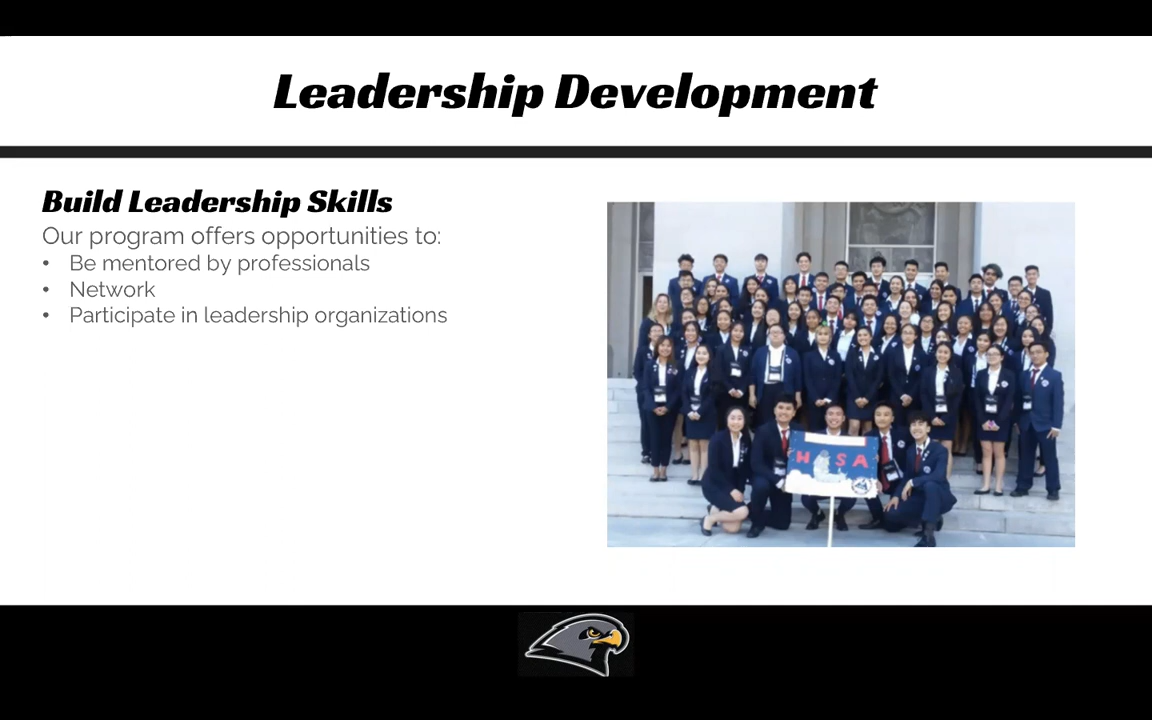 Leadership Development
Build Leadership Skills
Our program offers opportunities to:
• Be mentored by professionals
• Network
• Participate in leadership organizations
HOSA